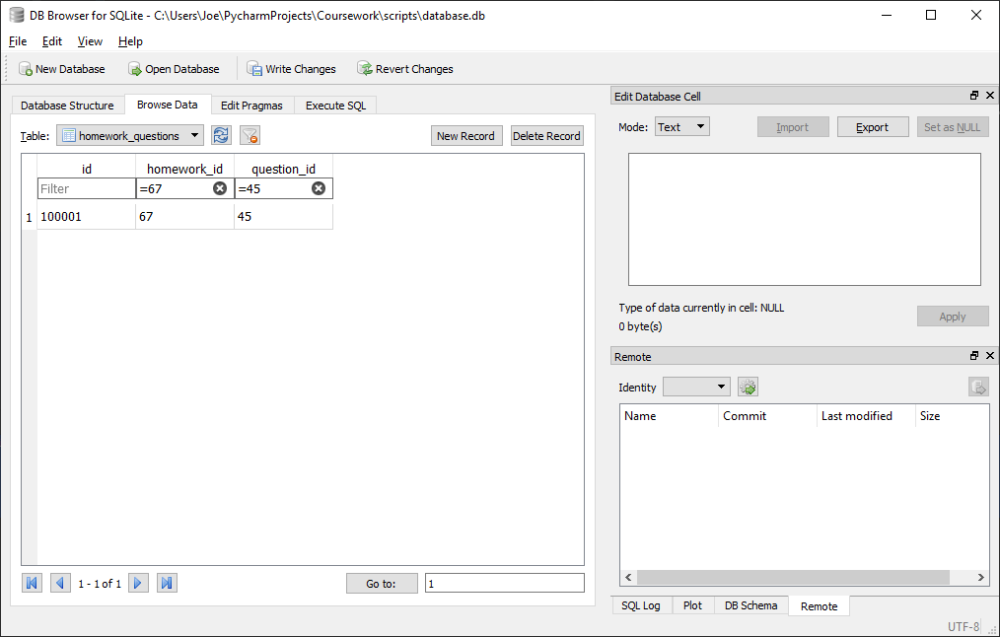 DB Browser for SQLite - C:\Users\Joe\PycharmProjects\Coursework\scripts\database.db
File Edit View Help
New Database Open Database Write Changes Revert Changes
Database Structure Browse Data Edit Pragmas Execute SQL
Table: homework_questions New Record Delete Record
id homework_id question_id
Filter =67 =45
1 100001 67 45
1 - 1 of 1 Go to: 1
Edit Database Cell
Mode: Text Import Export Set as NULL
Type of data currently in cell: NULL
0 byte(s)
Apply
Remote
Identity
Name Commit Last modified Size
SQL Log Plot DB Schema Remote
UTF-8